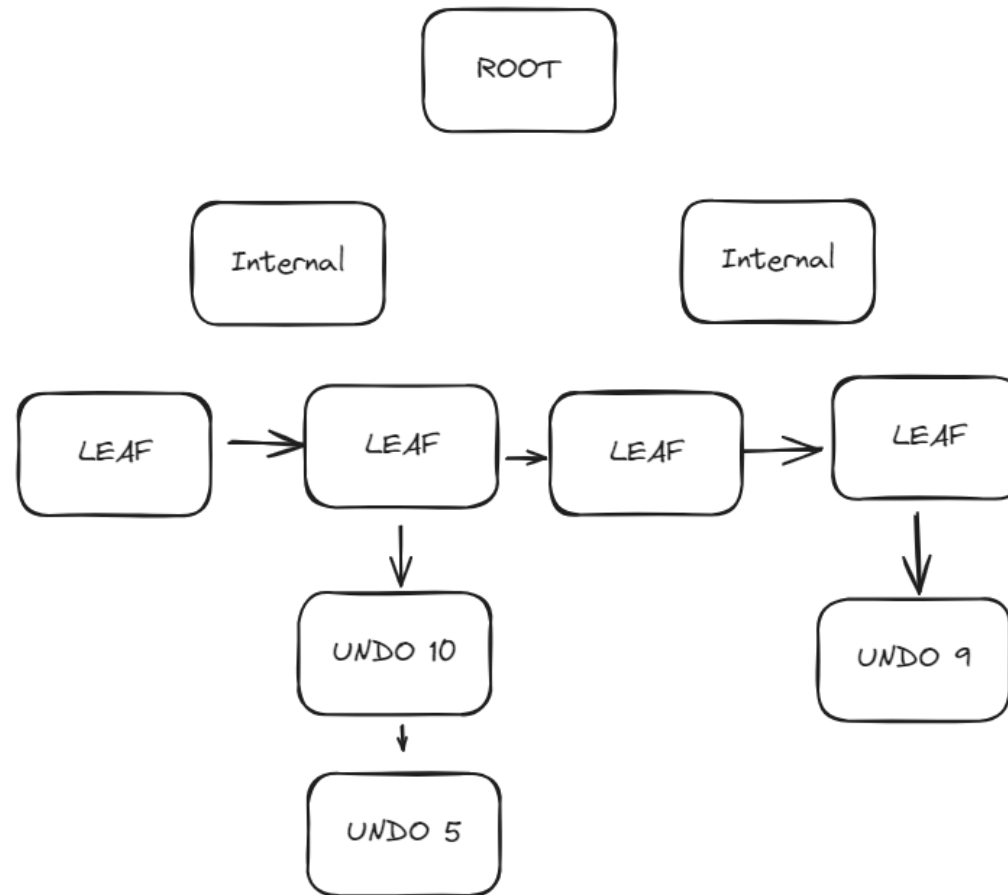 ROOT
Internal
Internal
LEAF
LEAF
LEAF
LEAF
UNDO 10
UNDO 9
UNDO 5